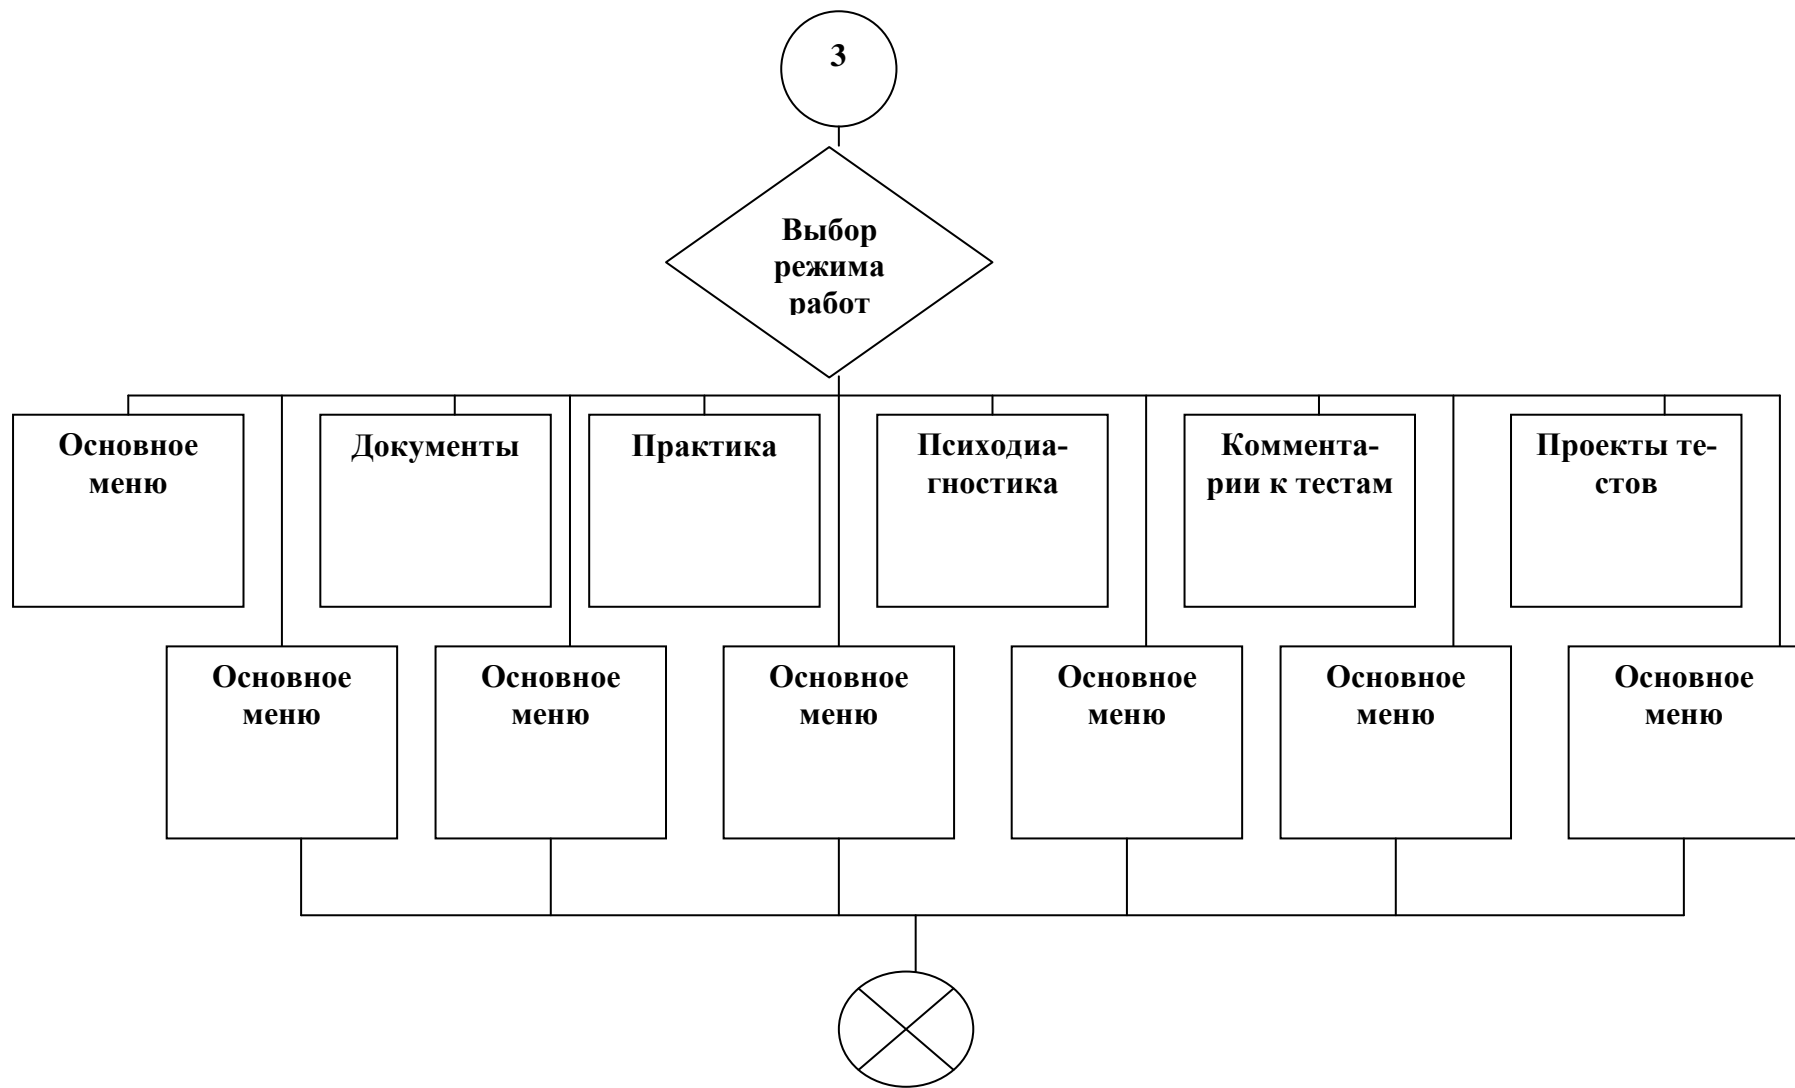 3
Выбор
режима
работ
Основное
меню
Документы
Практика
Психодиа-
гностика
Коммента-
рии к тестам
Проекты те-
стов
Основное
меню
Основное
меню
Основное
меню
Основное
меню
Основное
меню
Основное
меню